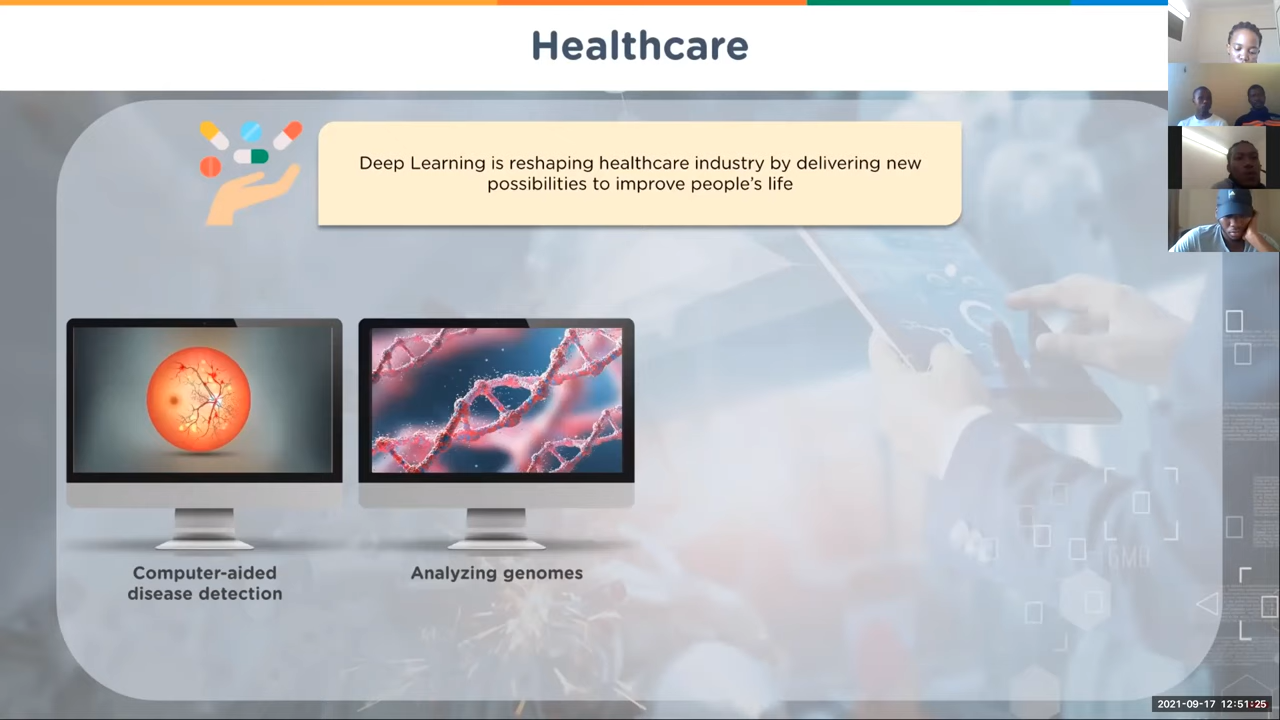 Healthcare
Deep Learning is reshaping healthcare industry by delivering new
possibilities to improve people's life
Computer-aided
disease detection
Analyzing genomes
2021-09-17 12:51:25